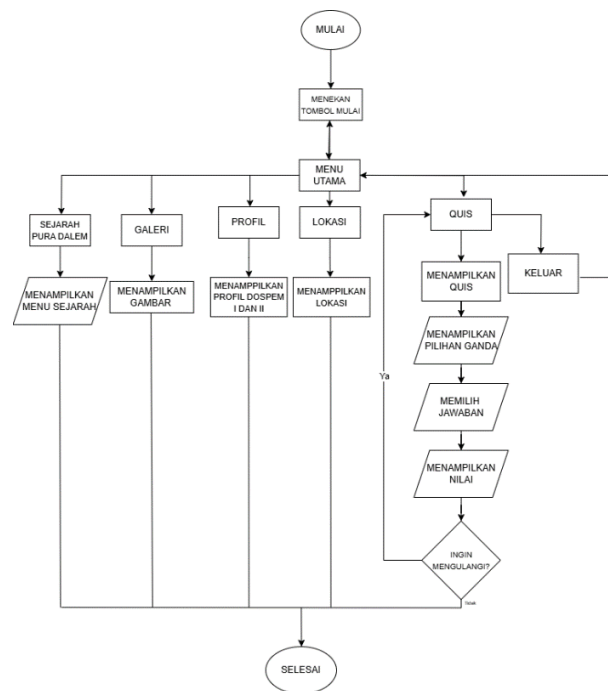 MULAI
MENEKAN
TOMBOL MULAI
MENU
UTAMA
SEJARAH
PURA DALEM
GALERI
PROFIL
LOKASI
QUIS
KELUAR
MENAMPILKAN
MENU SEJARAH
MENAMPILKAN
GAMBAR
MENAMPPILKAN
PROFIL DOSPEM
I DAN II
MENAMPPILKAN
LOKASI
MENAMPILKAN
QUIS
MENAMPILKAN
PILIHAN GANDA
Ya
MEMILIH
JAWABAN
MENAMPILKAN
NILAI
INGIN
MENGULANGI?
Tidak
SELESAI